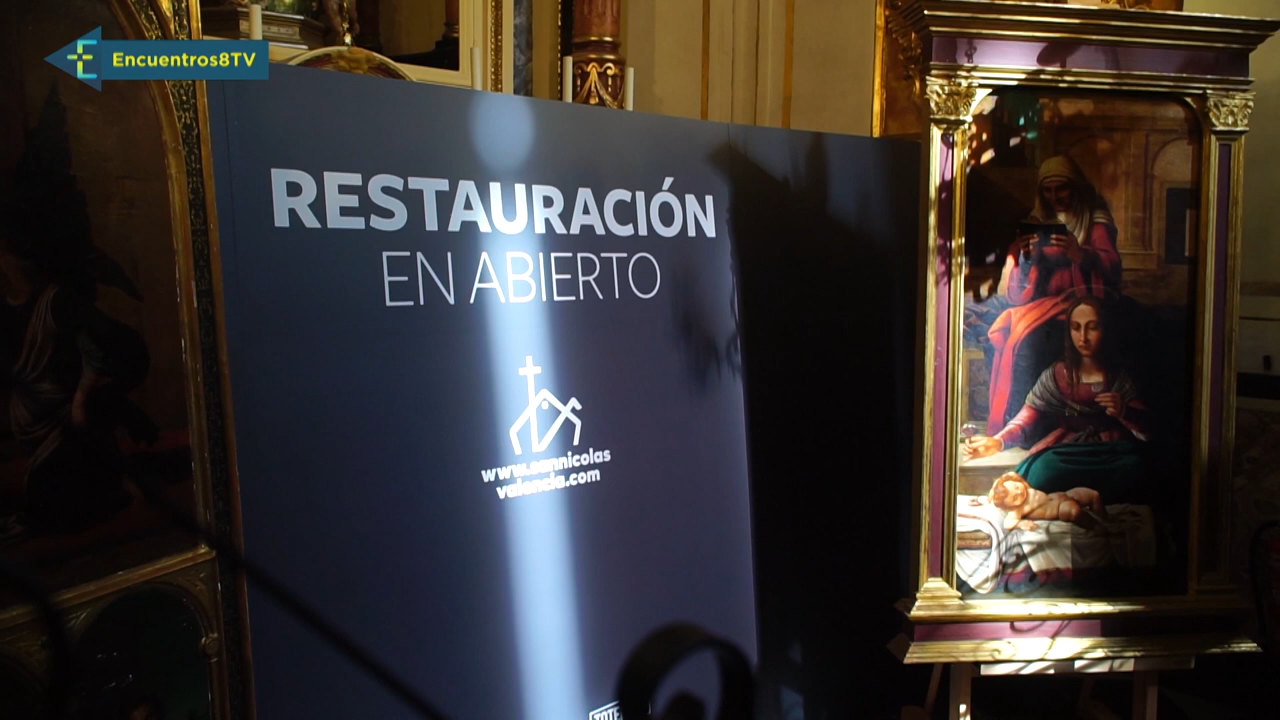 Encuentros8TV
RESTAURACIÓN
EN ABIERTO
www.sannicolas
valencia.com